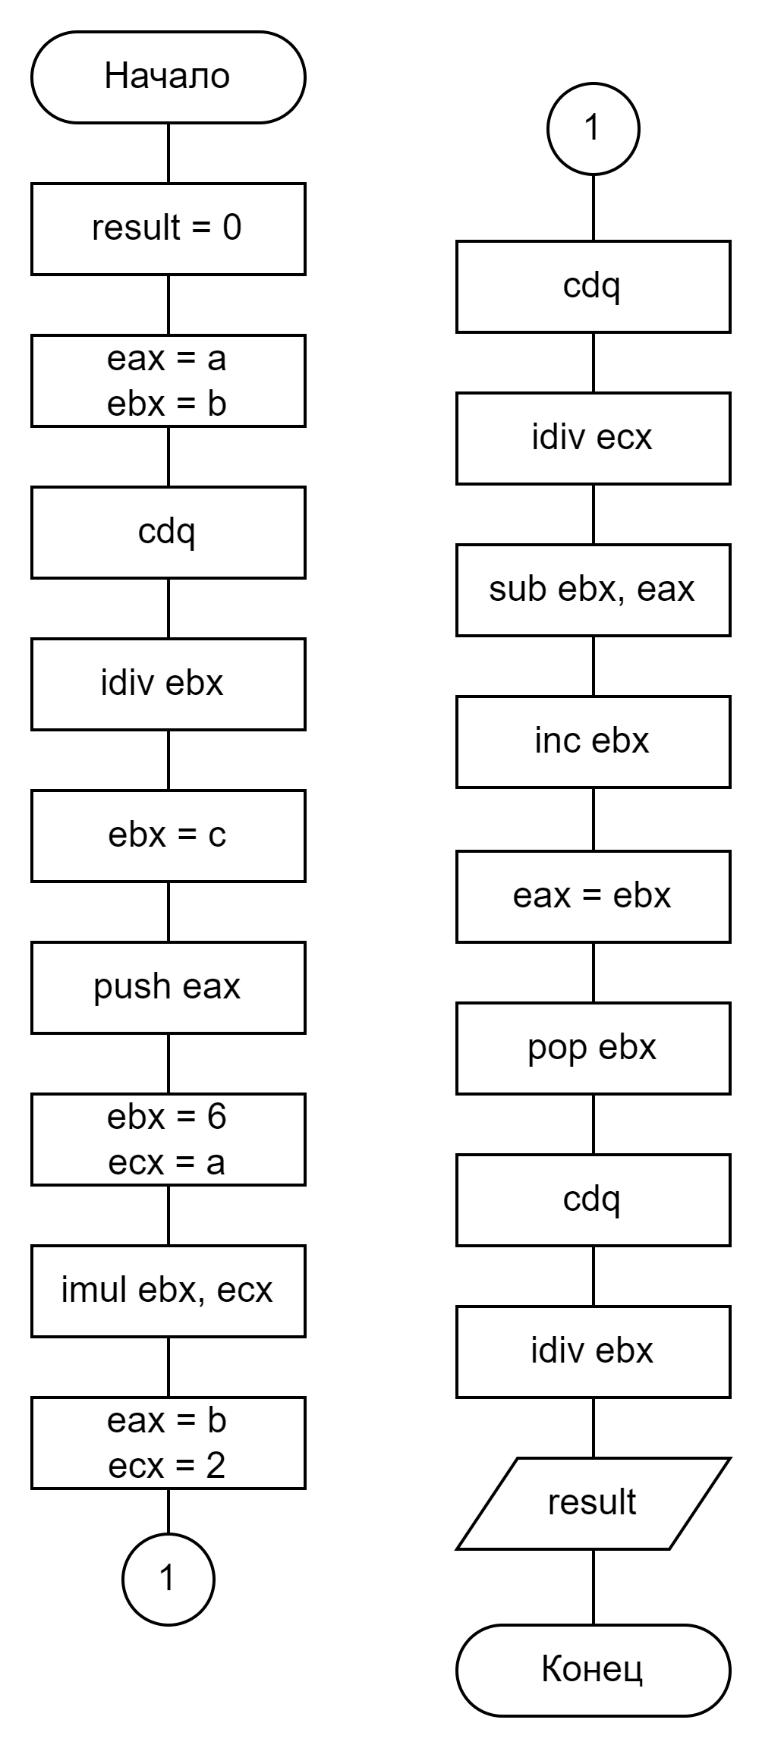 Начало
result = 0
eax = a
ebx = b
cdq
idiv ebx
ebx = c
push eax
ebx = 6
ecx = a
imul ebx, ecx
eax = b
ecx = 2
1
1
cdq
idiv ecx
sub ebx, eax
inc ebx
eax = ebx
pop ebx
cdq
idiv ebx
result
Конец